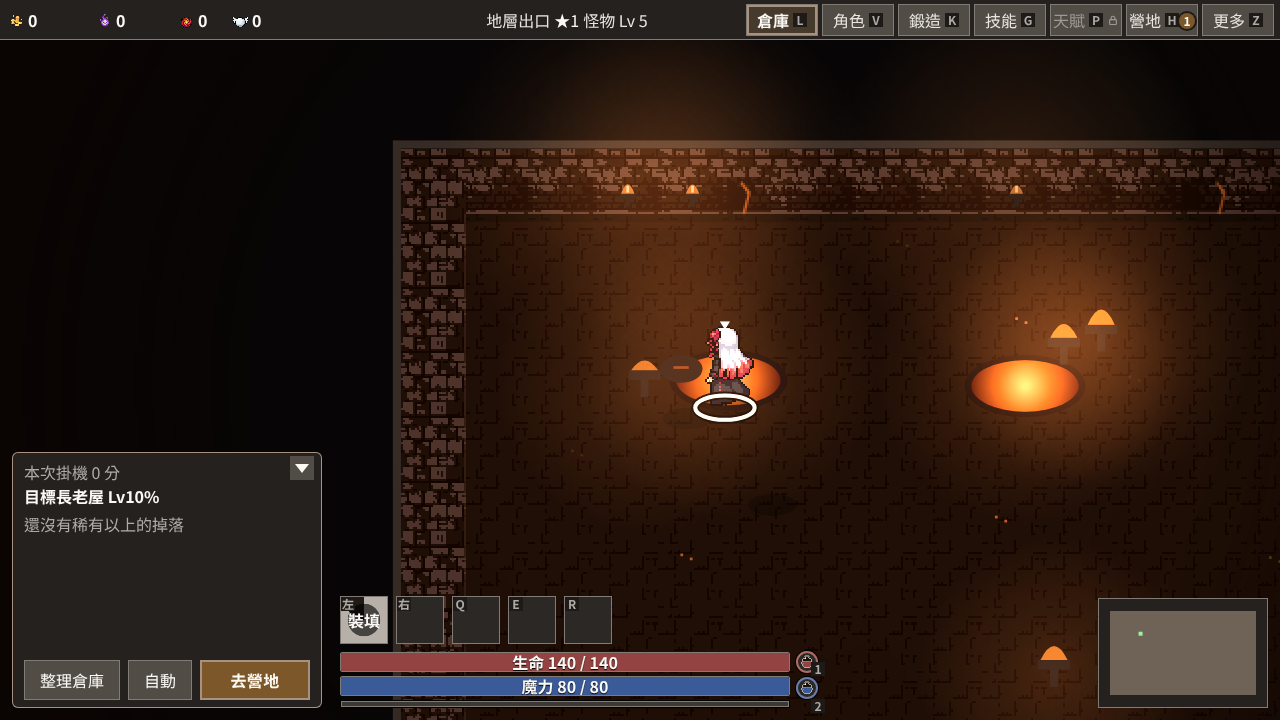 0
0
0
0
地層出口 ★1 怪物 Lv 5
倉庫 L
角色 V
鍛造 K
技能 G
天賦 P
營地 H 1
更多 Z
本次掛機 0 分
目標長老屋 Lv10%
還沒有稀有以上的掉落
整理倉庫
自動
去營地
左
裝填
右
Q
E
R
生命 140 / 140
1
魔力 80 / 80
2